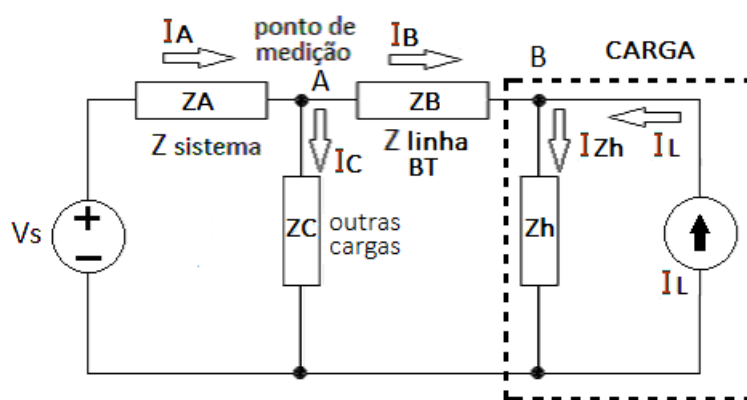 IA
ponto de
medição
IB
B
CARGA
A
ZA
ZB
Z sistema
IC
Z linha
BT
IZh
IL
Vs
+
−
ZC
outras
cargas
Zh
IL